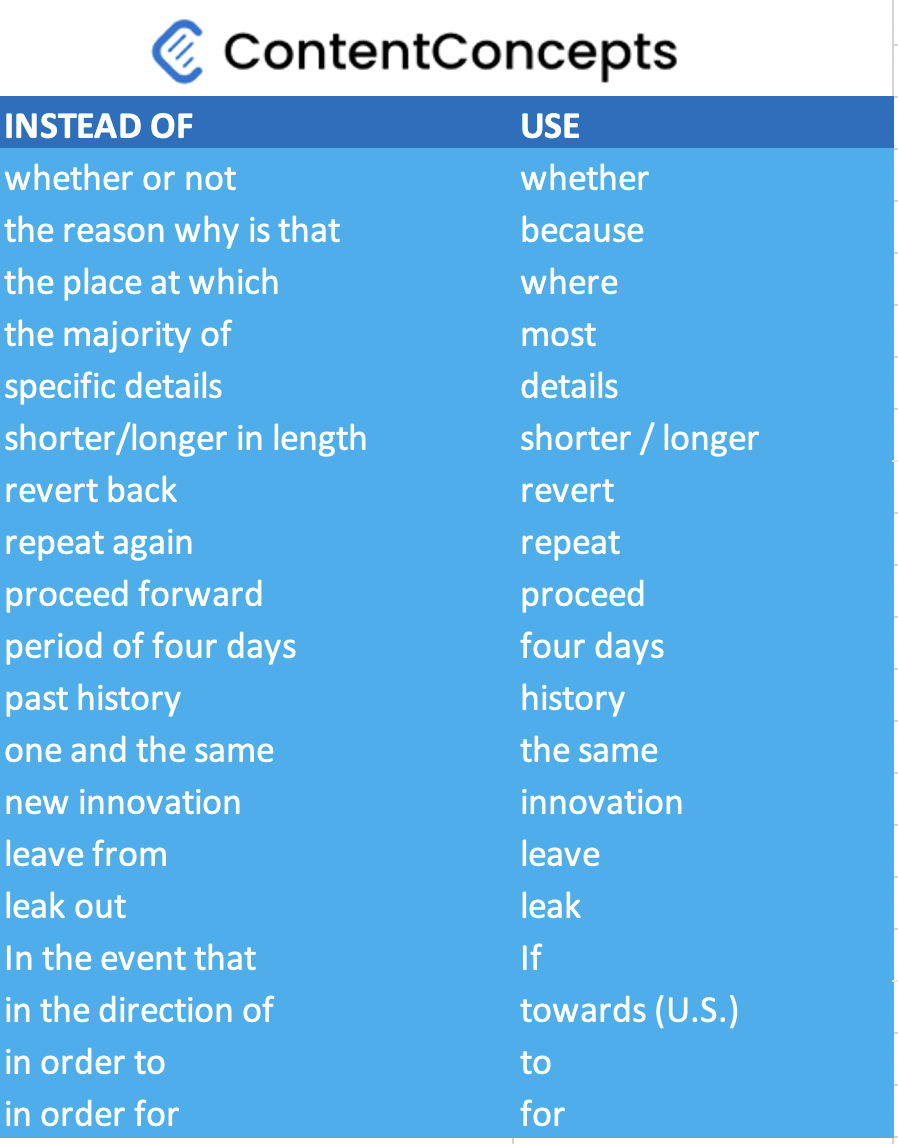 ContentConcepts
INSTEAD OF USE
whether or not whether
the reason why is that because
the place at which where
the majority of most
specific details details
shorter/longer in length shorter / longer
revert back revert
repeat again repeat
proceed forward proceed
period of four days four days
past history history
one and the same the same
new innovation innovation
leave from leave
leak out leak
In the event that If
in the direction of towards (U.S.)
in order to to
in order for for